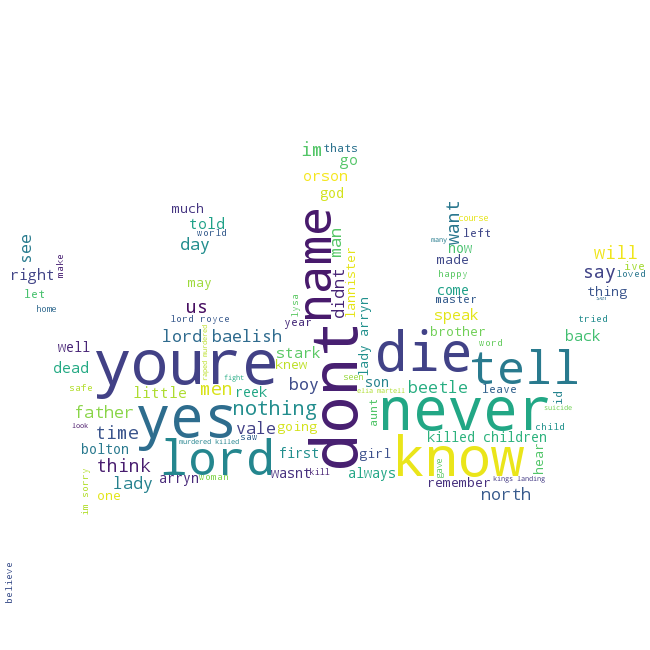 im
thats
go
orson
god
much
told
world
day
may
us
lord royce
name
didnt
man
lannister
lysa
year
want
course
many
left
now
made
happy
come
master
speak
brother
word
will
say
ive
loved
thing
set
tried
back
see
right
make
let
home
well
dead
safe
father
look
time
bolton
think
lady
one
im sorry
believe
lord baelish
raped murdered
stark
knew
youre
fight
men
reek
boy
little
yes
nothing
vale
going
saw
murdered killed
lord
first
arryn
woman
wasnt
kill
dont
lady arryn
seen
son
elia martell
aunt
girl
always
die
tell
beetle
leave
never
id
suicide
child
killed children
know
gave
hear
remember
kings landing
north